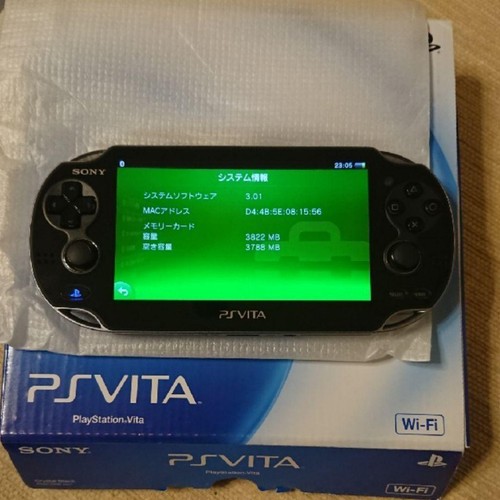 SONY
23:05
システム情報
システムソフトウェア 3.01
MACアドレス D4:4B:5E:08:15:56
メモリーカード
容量 3822 MB
空き容量 3788 MB
PSVITA
PSVITA
PlayStation.Vita
Wi-Fi
SONY
PSVITA
Crystal Black
Wi-Fi